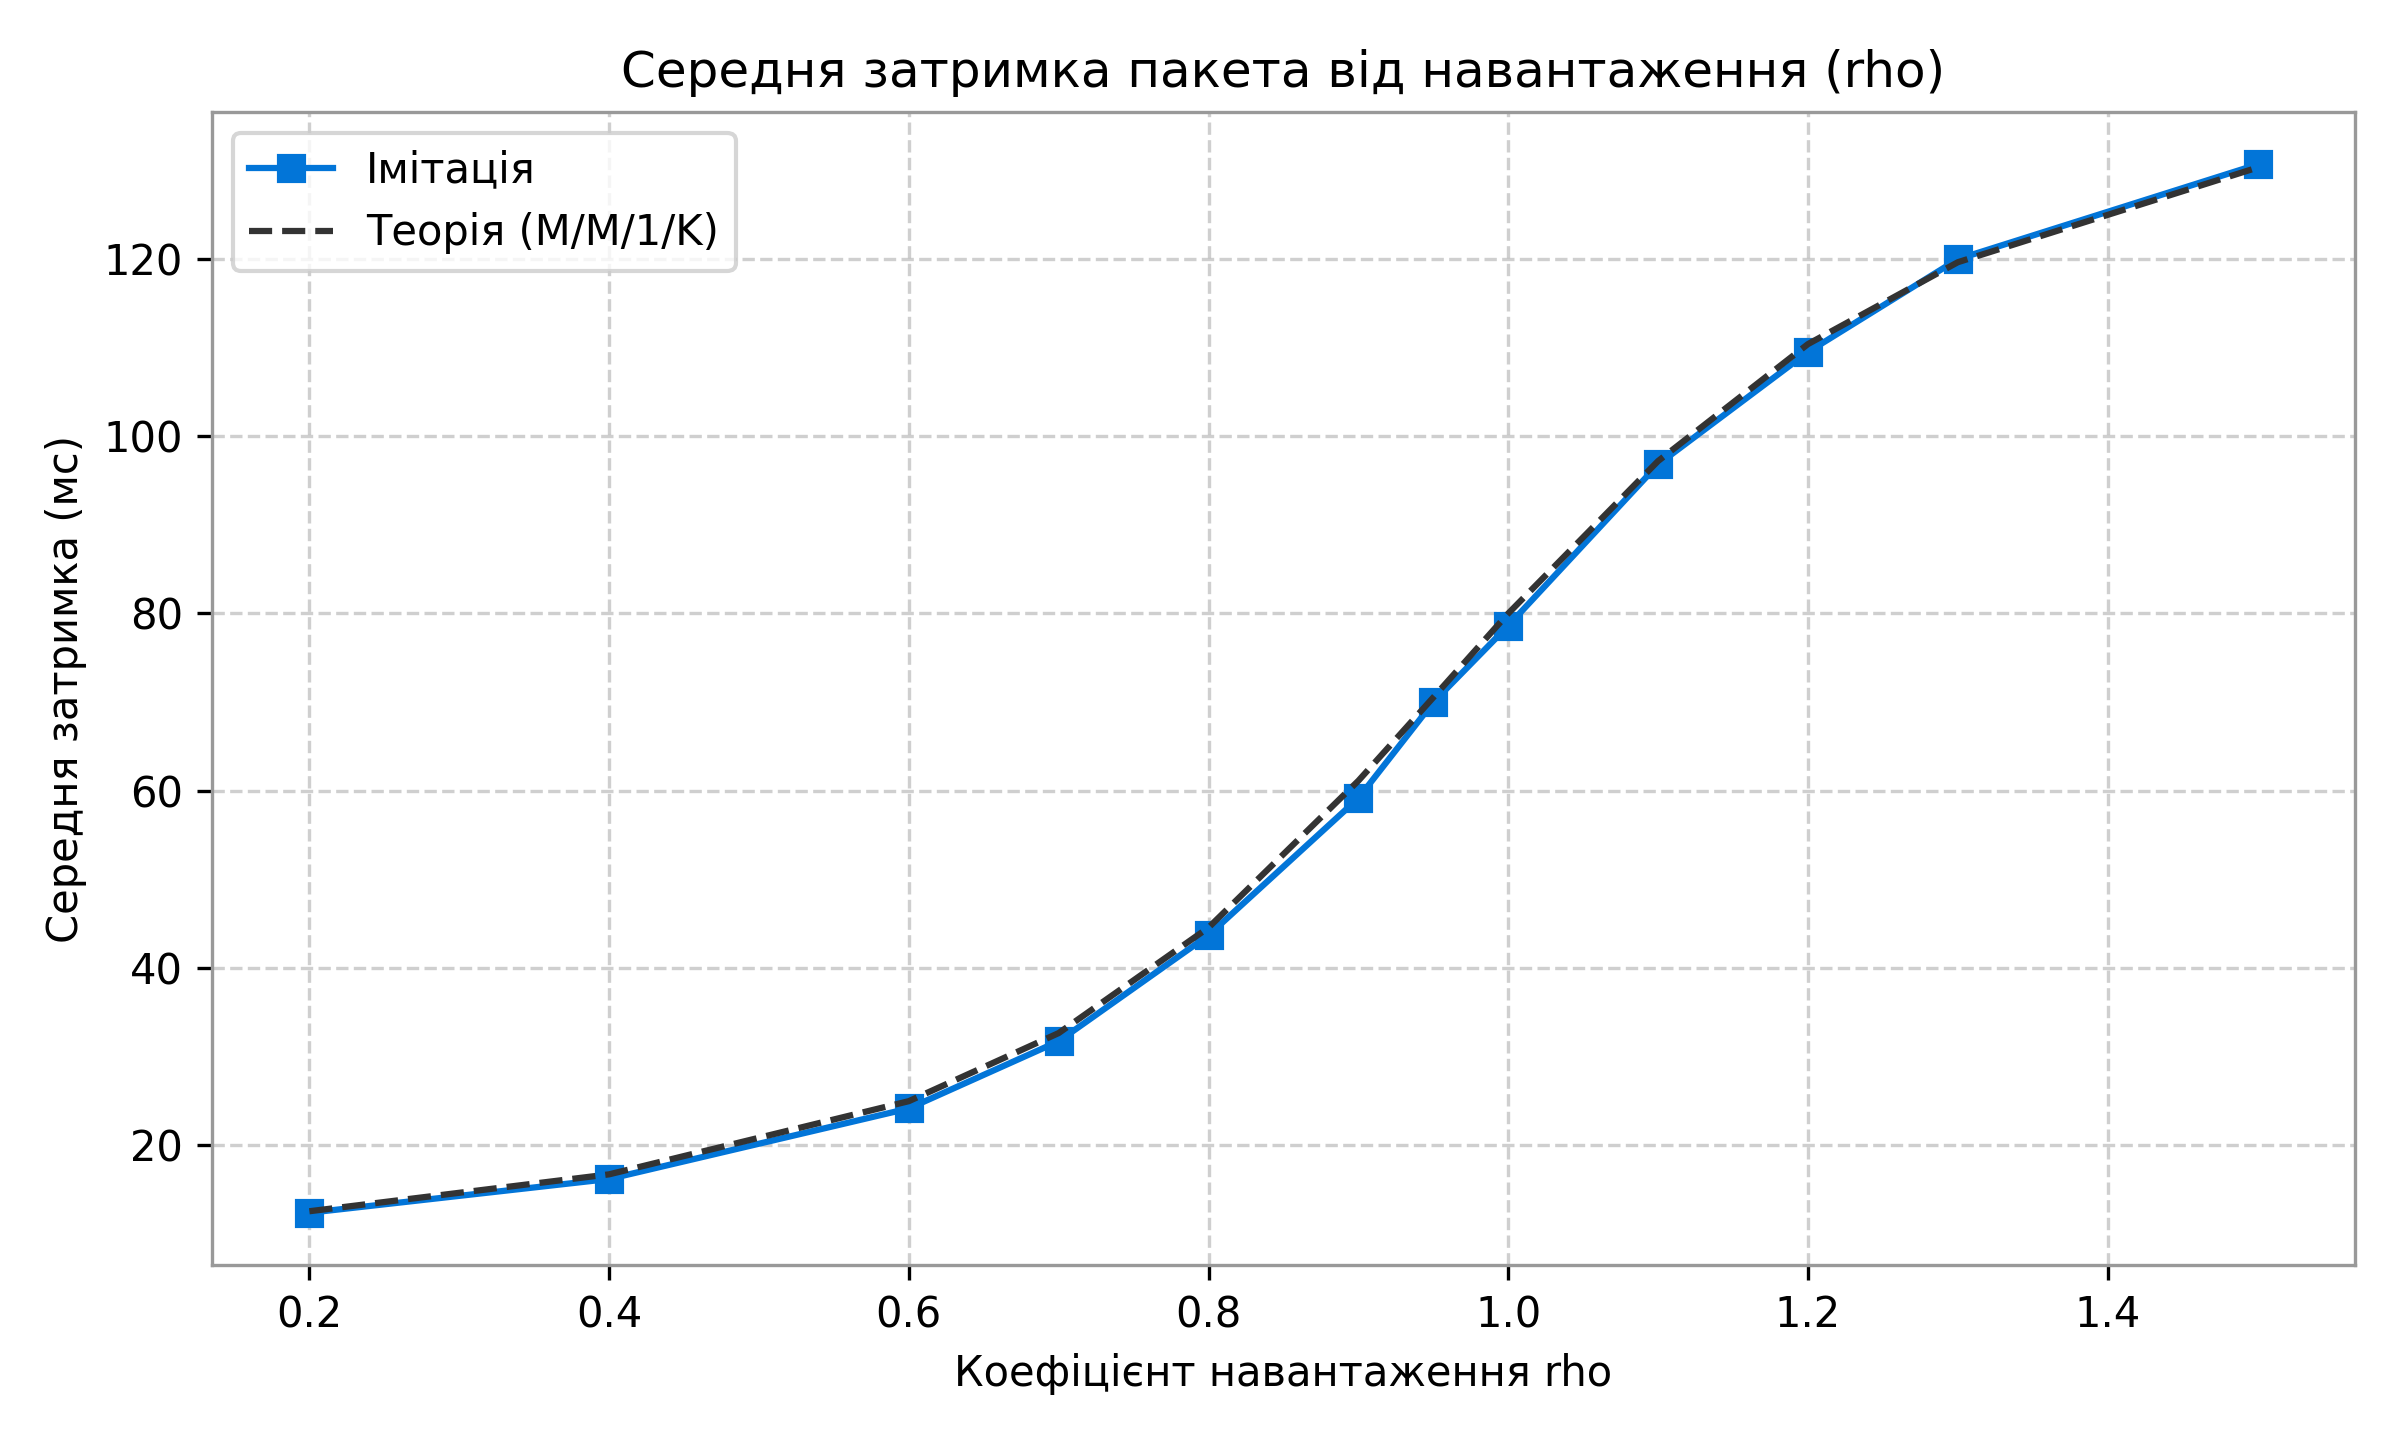 Середня затримка пакета від навантаження (rho)
Імітація
Теорія (M/M/1/K)
Середня затримка (мс)
120
100
80
60
40
20
0.2 0.4 0.6 0.8 1.0 1.2 1.4
Коефіцієнт навантаження rho